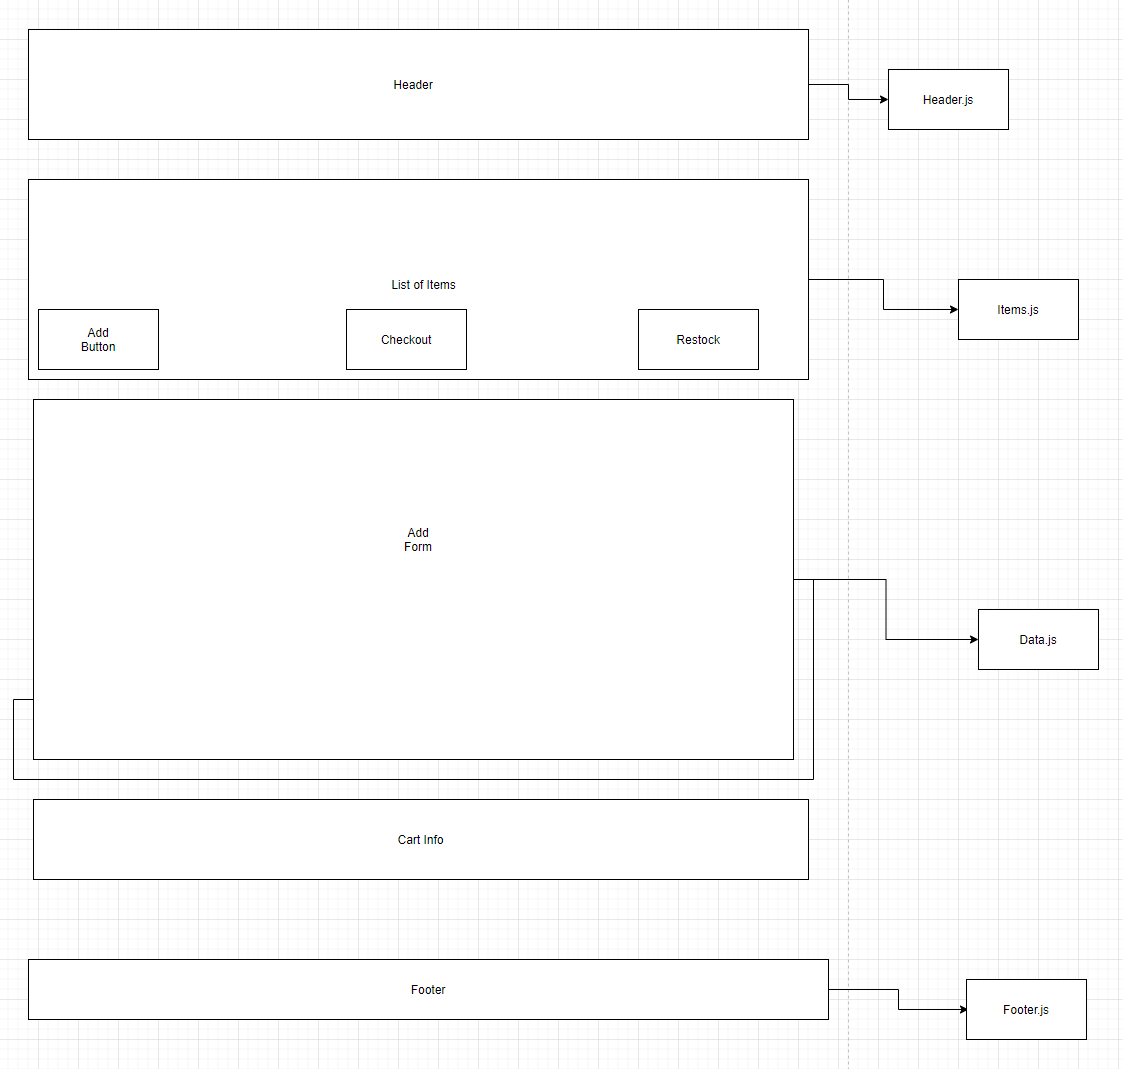 Header
Header.js
List of Items
Items.js
Add
Button
Checkout
Restock
Add
Form
Data.js
Cart Info
Footer
Footer.js